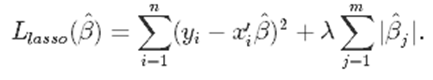 L_{lasso}(\hat{\beta}) = \sum_{i=1}^{n} (y_i - x_i' \hat{\beta})^2 + \lambda \sum_{j=1}^{m} |\hat{\beta}_j|.